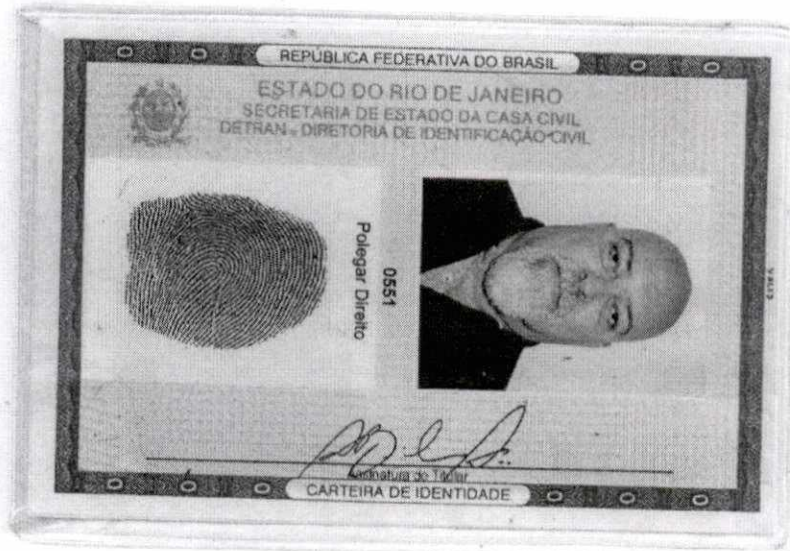 REPÚBLICA FEDERATIVA DO BRASIL
ESTADO DO RIO DE JANEIRO
SECRETARIA DE ESTADO DA CASA CIVIL
DETRAN - DIRETORIA DE IDENTIFICAÇÃO CIVIL
0551
Polegar Direito
Assinatura do Titular
CARTEIRA DE IDENTIDADE